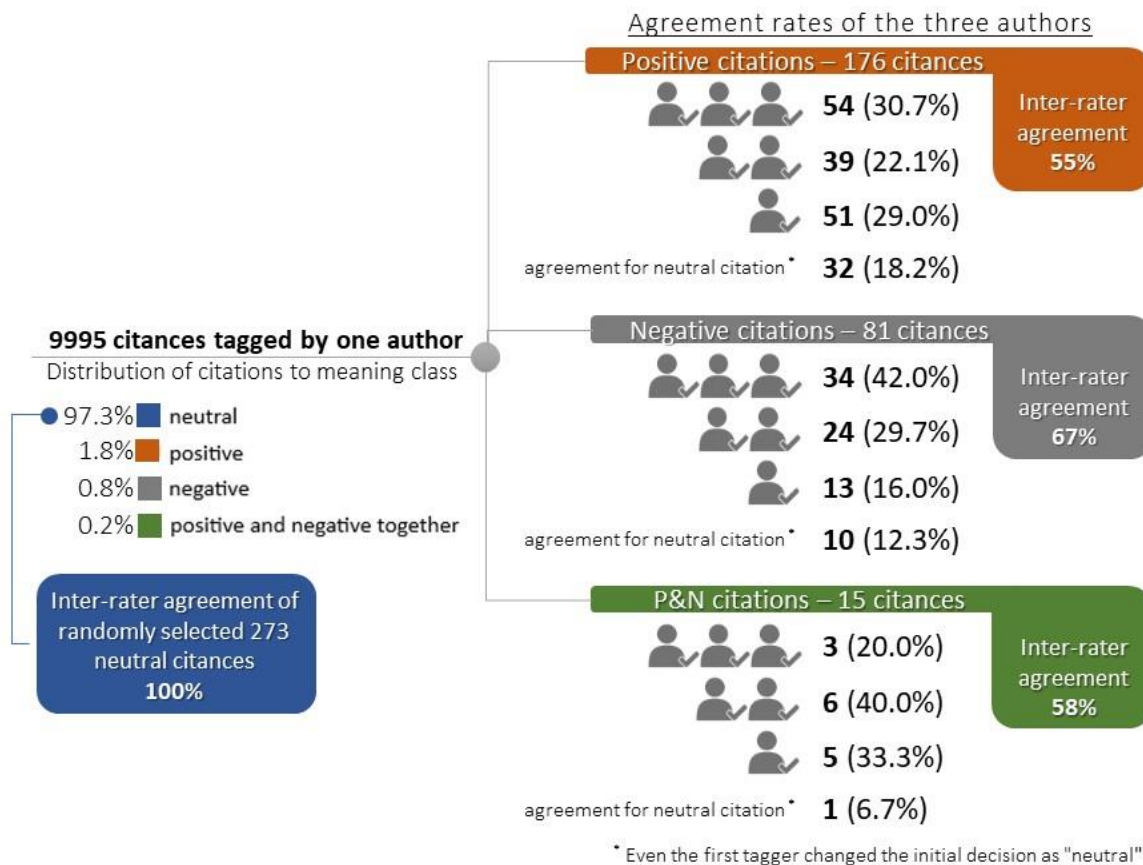 Agreement rates of the three authors
Positive citations – 176 citances
54 (30.7%)
39 (22.1%)
51 (29.0%)
agreement for neutral citation* 32 (18.2%)
Inter-rater
agreement
55%
9995 citances tagged by one author
Distribution of citations to meaning class
97.3% neutral
1.8% positive
0.8% negative
0.2% positive and negative together
Inter-rater agreement of
randomly selected 273
neutral citances
100%
Negative citations – 81 citances
34 (42.0%)
24 (29.7%)
13 (16.0%)
agreement for neutral citation* 10 (12.3%)
Inter-rater
agreement
67%
P&N citations – 15 citances
3 (20.0%)
6 (40.0%)
5 (33.3%)
agreement for neutral citation* 1 (6.7%)
Inter-rater
agreement
58%
* Even the first tagger changed the initial decision as "neutral"